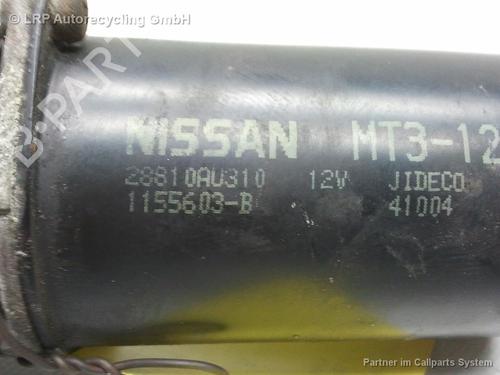 LRP Autorecycling GmbH
B-PARTS
NISSAN MT3-12
28810AU310 12V JIDECO
1155603-B 41004
Partner im Callparts System